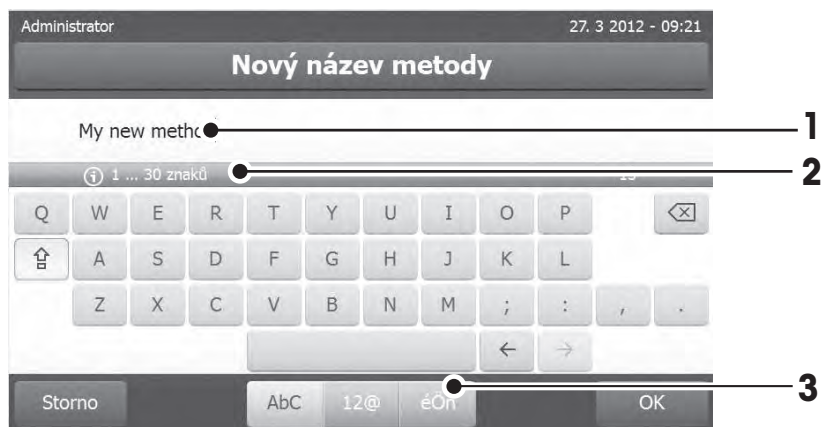 Administrator 27. 3 2012 - 09:21
Nový název metody
My new metho 1
1 ... 30 znaků 2
Q W E R T Y U I O P
A S D F G H J K L
Z X C V B N M ; : , .
← →
Storno AbC 12@ 3 OK